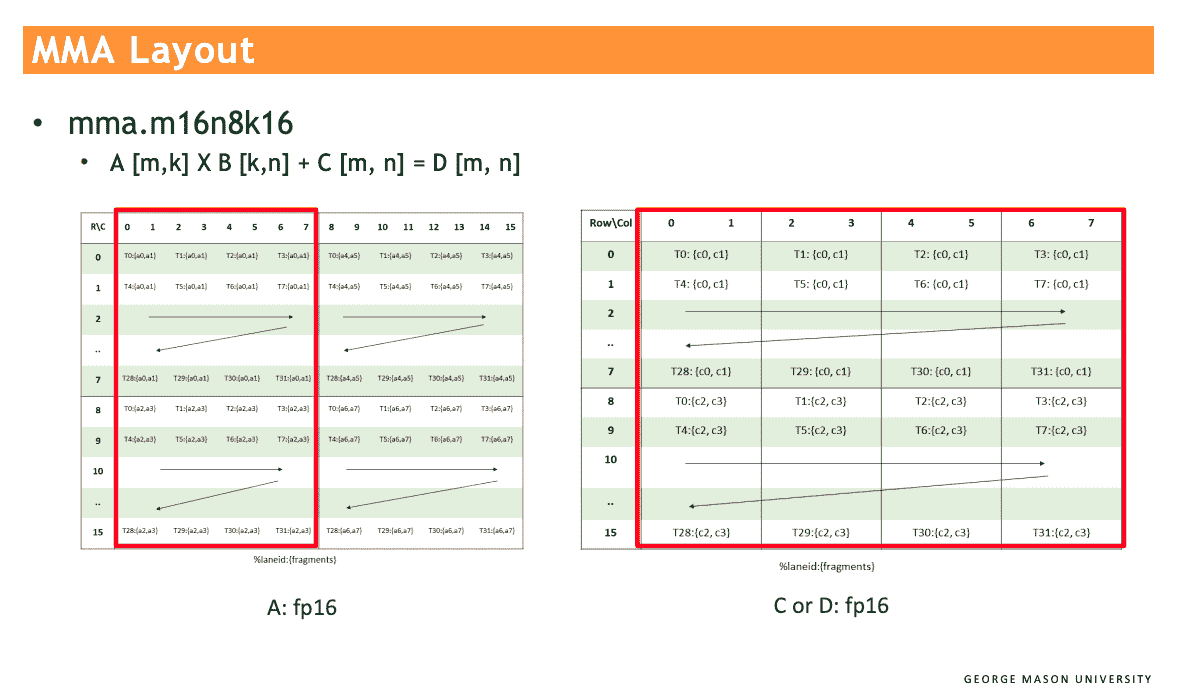 MMA Layout
• mma.m16n8k16
• A [m,k] X B [k,n] + C [m, n] = D [m, n]
R\C 0 1 2 3 4 5 6 7 8 9 10 11 12 13 14 15
0 T0:{a0,a1} T1:{a0,a1} T2:{a0,a1} T3:{a0,a1} T0:{a4,a5} T1:{a4,a5} T2:{a4,a5} T3:{a4,a5}
1 T4:{a0,a1} T5:{a0,a1} T6:{a0,a1} T7:{a0,a1} T4:{a4,a5} T5:{a4,a5} T6:{a4,a5} T7:{a4,a5}
2
..
7 T28:{a0,a1} T29:{a0,a1} T30:{a0,a1} T31:{a0,a1} T28:{a4,a5} T29:{a4,a5} T30:{a4,a5} T31:{a4,a5}
8 T0:{a2,a3} T1:{a2,a3} T2:{a2,a3} T3:{a2,a3} T0:{a6,a7} T1:{a6,a7} T2:{a6,a7} T3:{a6,a7}
9 T4:{a2,a3} T5:{a2,a3} T6:{a2,a3} T7:{a2,a3} T4:{a6,a7} T5:{a6,a7} T6:{a6,a7} T7:{a6,a7}
10
..
15 T28:{a2,a3} T29:{a2,a3} T30:{a2,a3} T31:{a2,a3} T28:{a6,a7} T29:{a6,a7} T30:{a6,a7} T31:{a6,a7}
%laneid:{fragments}
A: fp16
Row\Col 0 1 2 3 4 5 6 7
0 T0: {c0, c1} T1: {c0, c1} T2: {c0, c1} T3: {c0, c1}
1 T4: {c0, c1} T5: {c0, c1} T6: {c0, c1} T7: {c0, c1}
2
..
7 T28: {c0, c1} T29: {c0, c1} T30: {c0, c1} T31: {c0, c1}
8 T0:{c2, c3} T1:{c2, c3} T2:{c2, c3} T3:{c2, c3}
9 T4:{c2, c3} T5:{c2, c3} T6:{c2, c3} T7:{c2, c3}
10
..
15 T28:{c2, c3} T29:{c2, c3} T30:{c2, c3} T31:{c2, c3}
%laneid:{fragments}
C or D: fp16
GEORGE MASON UNIVERSITY